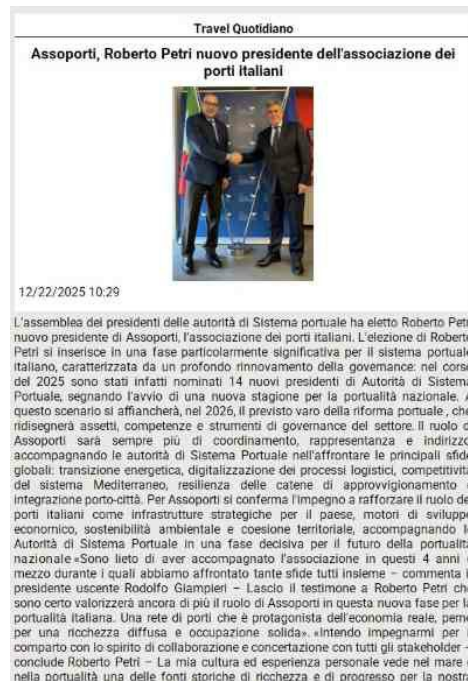 Travel Quotidiano
Assoporti, Roberto Petri nuovo presidente dell'associazione dei
porti italiani
12/22/2025 10:29
L'assemblea dei presidenti delle autorità di Sistema portuale ha eletto Roberto Petri
nuovo presidente di Assoporti, l'associazione dei porti italiani. L'elezione di Roberto
Petri si inserisce in una fase particolarmente significativa per il sistema portuale
italiano, caratterizzata da un profondo rinnovamento della governance: nel corso
del 2025 sono stati infatti nominati 14 nuovi presidenti di Autorità di Sistema
Portuale, segnando l'avvio di una nuova stagione per la portualità nazionale. A
questo scenario si affiancherà, nel 2026, il previsto varo della riforma portuale , che
ridisegnerà assetti, competenze e strumenti di governance del settore. Il ruolo di
Assoporti sarà sempre più di coordinamento, rappresentanza e indirizzo,
accompagnando le autorità di Sistema Portuale nell'affrontare le principali sfide
globali: transizione energetica, digitalizzazione dei processi logistici, competitività
del sistema Mediterraneo, resilienza delle catene di approvvigionamento e
integrazione porto-città. Per Assoporti si conferma l'impegno a rafforzare il ruolo dei
porti italiani come infrastrutture strategiche per il paese, motori di sviluppo
economico, sostenibilità ambientale e coesione territoriale, accompagnando le
Autorità di Sistema Portuale in una fase decisiva per il futuro della portualità
nazionale «Sono lieto di aver accompagnato l'associazione in questi 4 anni e
mezzo durante i quali abbiamo affrontato tante sfide tutti insieme – commenta il
presidente uscente Rodolfo Giampieri – Lascio il testimone a Roberto Petri che
sono certo valorizzerà ancora di più il ruolo di Assoporti in questa nuova fase per la
portualità italiana. Una rete di porti che è protagonista dell'economia reale, perno
per una ricchezza diffusa e occupazione solida». «Intendo impegnarmi per il
comparto con lo spirito di collaborazione e concertazione con tutti gli stakeholder –
conclude Roberto Petri – La mia cultura ed esperienza personale vede nel mare e
nella portualità una delle fonti storiche di ricchezza e di progresso per la nostra